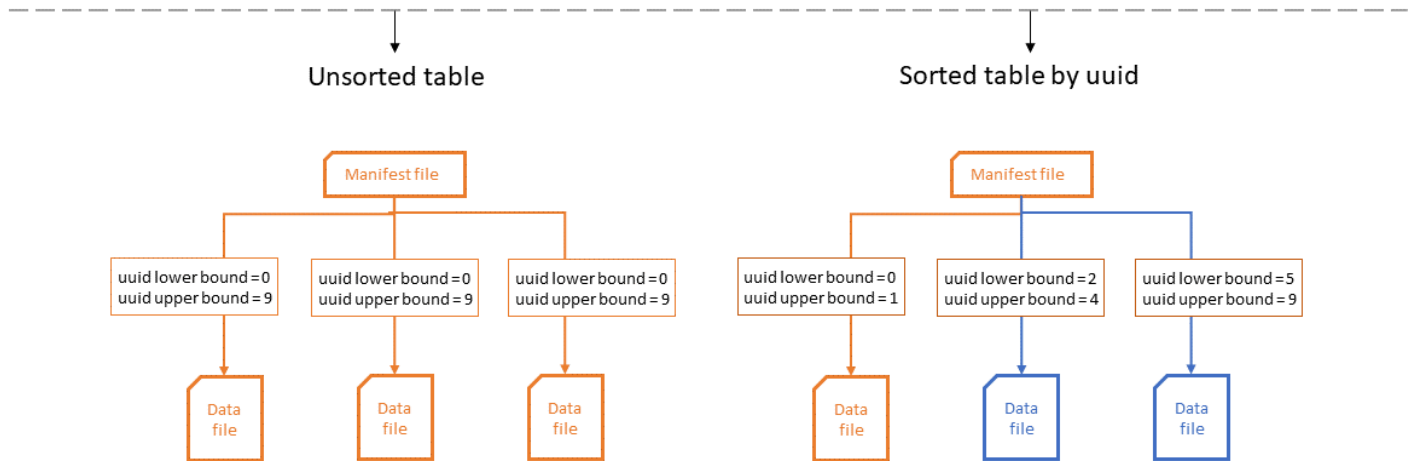 Unsorted table
Manifest file
uuid lower bound = 0
uuid upper bound = 9
uuid lower bound = 0
uuid upper bound = 9
uuid lower bound = 0
uuid upper bound = 9
Data
file
Data
file
Data
file
Sorted table by uuid
Manifest file
uuid lower bound = 0
uuid upper bound = 1
uuid lower bound = 2
uuid upper bound = 4
uuid lower bound = 5
uuid upper bound = 9
Data
file
Data
file
Data
file